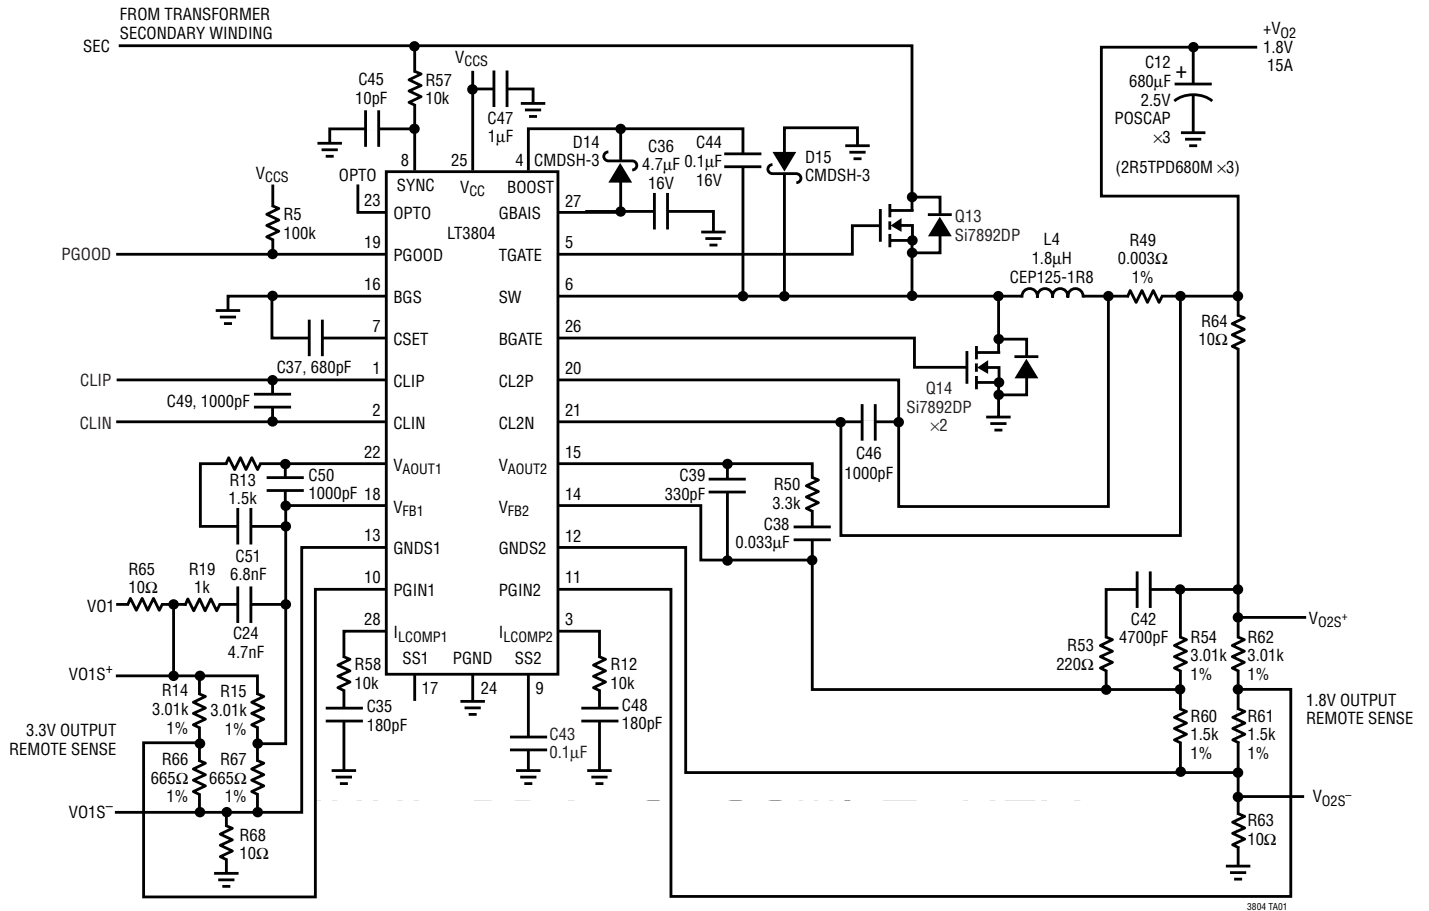 FROM TRANSFORMER
SECONDARY WINDING
SEC
+VO2
1.8V
15A
C12
680µF
2.5V
POSCAP
×3
+
(2R5TPD680M ×3)
C45
10pF
R57
10k
VCCS
C47
1µF
D14
CMDSH-3
C36
4.7µF
16V
C44
0.1µF
16V
D15
CMDSH-3
8
25
4
VCCS
R5
100k
OPTO
23
SYNC
VCC
BOOST
OPTO
GBAIS
27
LT3804
Q13
Si7892DP
PGOOD
19
PGOOD
TGATE
5
L4
1.8µH
CEP125-1R8
R49
0.003Ω
1%
16
BGS
SW
6
R64
10Ω
7
CSET
BGATE
26
C37, 680pF
CLIP
1
CLIP
CL2P
20
Q14
Si7892DP
×2
C49, 1000pF
CLIN
2
CLIN
CL2N
21
C46
1000pF
22
VAOUT1
VAOUT2
15
R13
1.5k
C50
1000pF
C39
330pF
R50
3.3k
18
VFB1
VFB2
14
C38
0.033µF
C51
6.8nF
13
GNDS1
GNDS2
12
R65
10Ω
R19
1k
10
PGIN1
PGIN2
11
VO1
C24
4.7nF
C42
4700pF
28
ILCOMP1
ILCOMP2
3
VO2S+
SS1
PGND
SS2
R53
220Ω
R54
3.01k
1%
R62
3.01k
1%
VO1S+
R58
10k
17
24
9
R12
10k
R14
3.01k
1%
R15
3.01k
1%
C35
180pF
C48
180pF
1.8V OUTPUT
REMOTE SENSE
3.3V OUTPUT
REMOTE SENSE
C43
0.1µF
R60
1.5k
1%
R61
1.5k
1%
R66
665Ω
1%
R67
665Ω
1%
VO2S−
VO1S−
R68
10Ω
R63
10Ω
3804 TA01